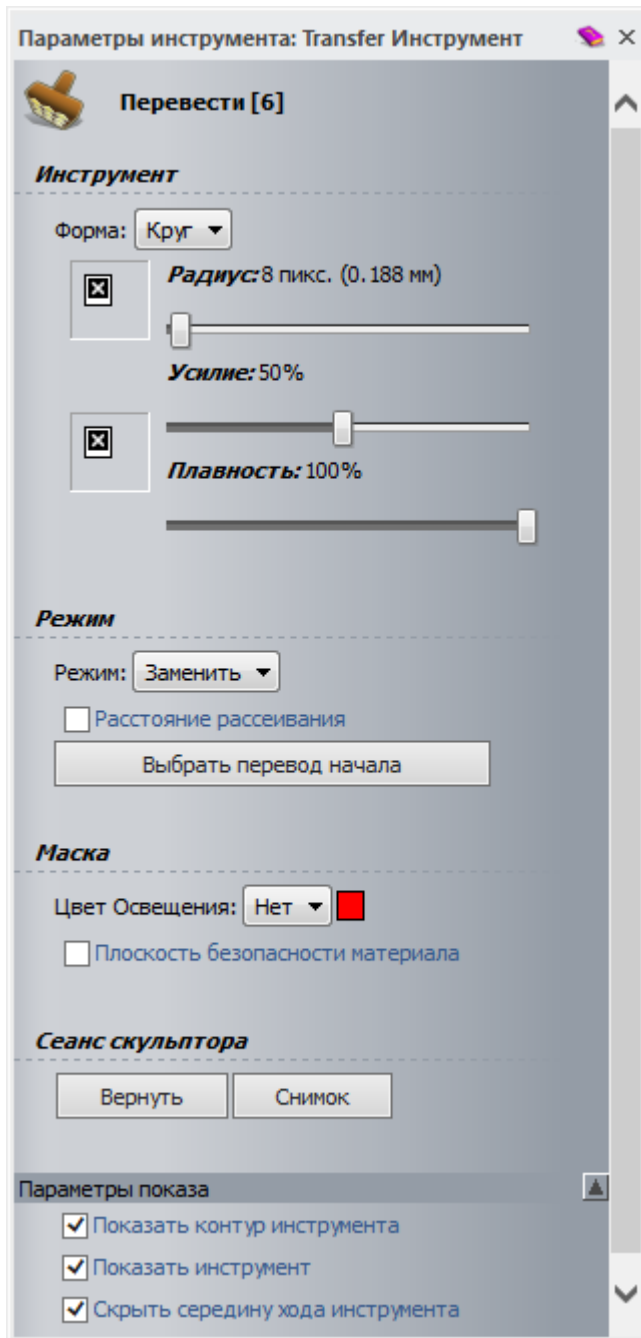 Параметры инструмента: Transfer Инструмент
Перевести [6]
Инструмент
Форма: Круг
Радиус: 8 пикс. (0.188 мм)
Усилие: 50%
Плавность: 100%
Режим
Режим: Заменить
Расстояние рассеивания
Выбрать перевод начала
Маска
Цвет Освещения: Нет
Плоскость безопасности материала
Сеанс скульптора
Вернуть Снимок
Параметры показа
Показать контур инструмента
Показать инструмент
Скрыть середину хода инструмента